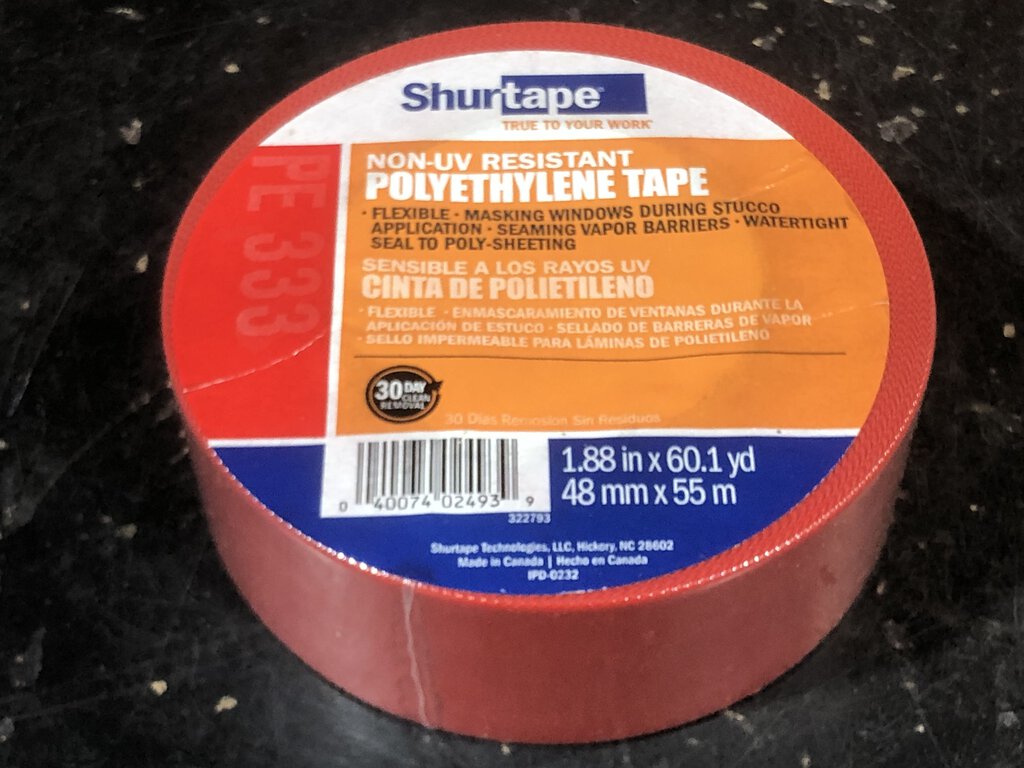 Shurtape
TRUE TO YOUR WORK
PE 333
NON-UV RESISTANT
POLYETHYLENE TAPE
· FLEXIBLE · MASKING WINDOWS DURING STUCCO
APPLICATION · SEAMING VAPOR BARRIERS · WATERTIGHT
SEAL TO POLY-SHEETING
SENSIBLE A LOS RAYOS UV
CINTA DE POLIETILENO
· FLEXIBLE · ENMASCARAMIENTO DE VENTANAS DURANTE LA
APLICACIÓN DE ESTUCO · SELLADO DE BARRERAS DE VAPOR
· SELLO IMPERMEABLE PARA LÁMINAS DE POLIETILENO
30 DAY
CLEAN
REMOVAL
30 Días Remosion Sin Residuos
0 40074 02493 9
322793
1.88 in x 60.1 yd
48 mm x 55 m
Shurtape Technologies, LLC, Hickory, NC 28602
Made in Canada | Hecho en Canada
IPD-0232